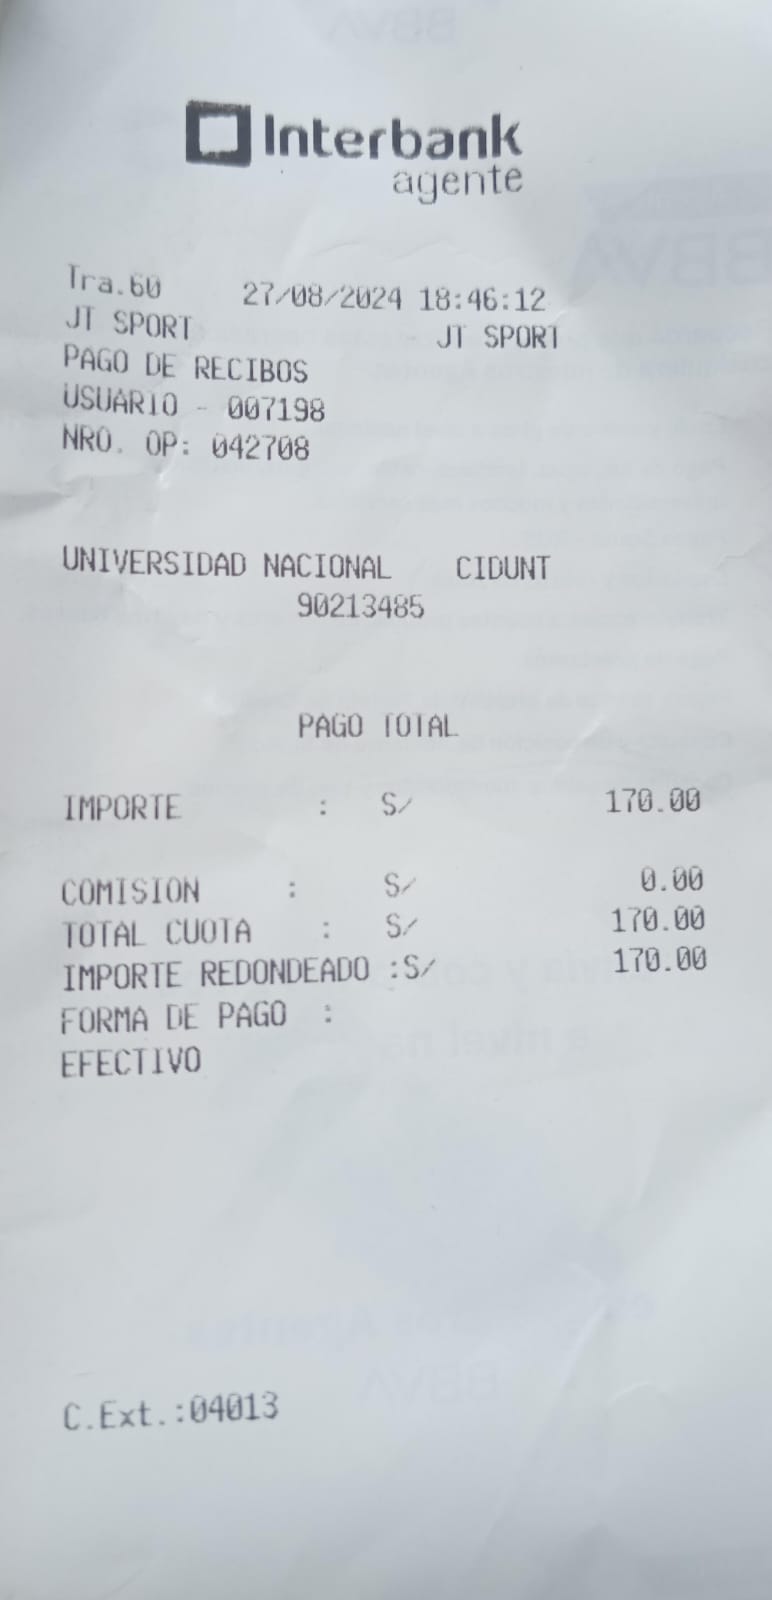 Interbank
agente
Tra.60 27/08/2024 18:46:12
JT SPORT JT SPORT
PAGO DE RECIBOS
USUARIO - 007198
NRO. OP: 042708
UNIVERSIDAD NACIONAL CIDUNT
90213485
PAGO TOTAL
IMPORTE : S/ 170.00
COMISION : S/ 0.00
TOTAL CUOTA : S/ 170.00
IMPORTE REDONDEADO :S/ 170.00
FORMA DE PAGO :
EFECTIVO
C.Ext.:04013